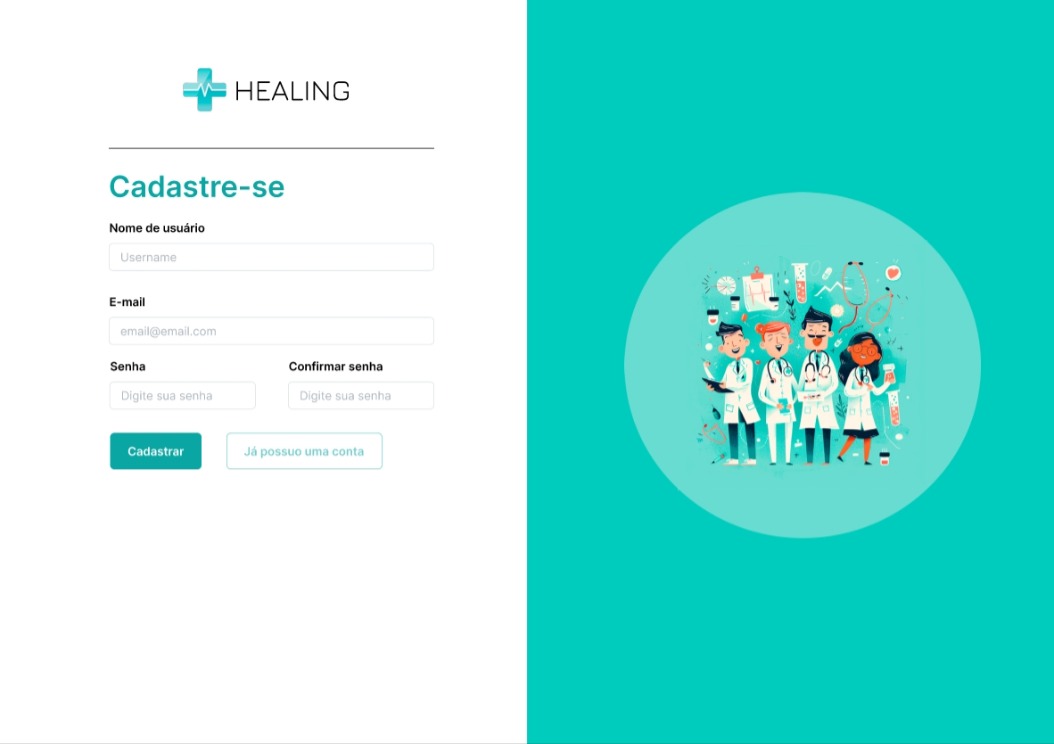 HEALING
Cadastre-se
Nome de usuário
Username
E-mail
email@email.com
Senha
Confirmar senha
Digite sua senha
Digite sua senha
Cadastrar
Já possuo uma conta